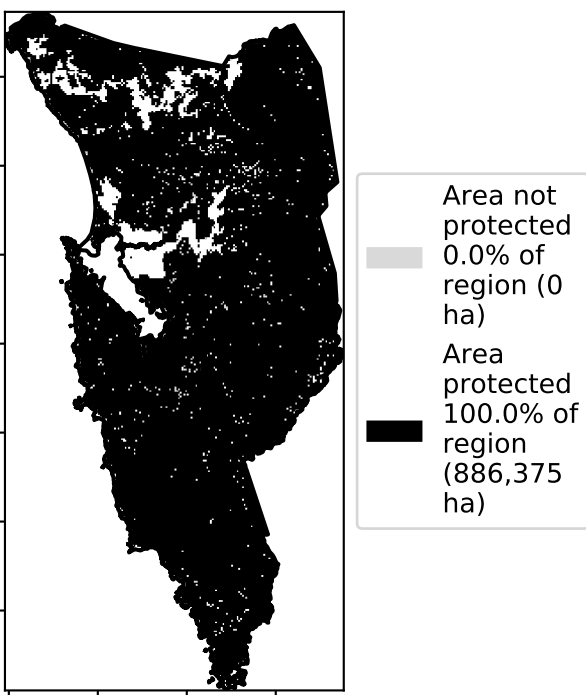 Area not
protected
0.0% of
region (0
ha)
Area
protected
100.0% of
region
(886,375
ha)